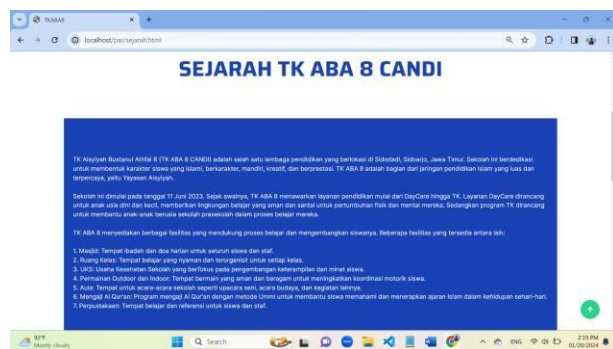 TKABA8
localhost/par/sejarah.html
SEJARAH TK ABA 8 CANDI
TK Aisyiyah Bustanul Athfal 8 (TK ABA 8 CANDI) adalah salah satu lembaga pendidikan yang berlokasi di Sidodadi, Sidoarjo, Jawa Timur. Sekolah ini berdedikasi
untuk membentuk karakter siswa yang islami, berkarakter, mandiri, kreatif, dan berprestasi. TK ABA 8 adalah bagian dari jaringan pendidikan Islam yang luas dan
terpercaya, yaitu Yayasan Aisyiyah.
Sekolah ini dimulai pada tanggal 11 Juni 2023. Sejak awalnya, TK ABA 8 menawarkan layanan pendidikan mulai dari DayCare hingga TK. Layanan DayCare dirancang
untuk anak usia dini dan kecil, memberikan lingkungan belajar yang aman dan santai untuk pertumbuhan fisik dan mental mereka. Sedangkan program TK dirancang
untuk membantu anak-anak berusia sekolah prasekolah dalam proses belajar mereka.
TK ABA 8 menyediakan berbagai fasilitas yang mendukung proses belajar dan mengembangkan siswanya. Beberapa fasilitas yang tersedia antara lain:
1. Masjid: Tempat ibadah dan doa harian untuk seluruh siswa dan staf.
2. Ruang Kelas: Tempat belajar yang nyaman dan terorganisir untuk setiap kelas.
3. UKS: Usaha Kesehatan Sekolah yang berfokus pada pengembangan keterampilan dan minat siswa.
4. Permainan Outdoor dan Indoor: Tempat bermain yang aman dan beragam untuk meningkatkan koordinasi motorik siswa.
5. Aula: Tempat untuk acara-acara sekolah seperti upacara seni, acara budaya, dan kegiatan lainnya.
6. Mengaji Al Qur'an: Program mengaji Al Qur'an dengan metode Ummi untuk membantu siswa memahami dan menerapkan ajaran Islam dalam kehidupan sehari-hari.
7. Perpustakaan: Tempat belajar dan referensi untuk siswa dan staf.
92°F
Mostly cloudy
Search
ENG
2:19 PM
01/20/2024